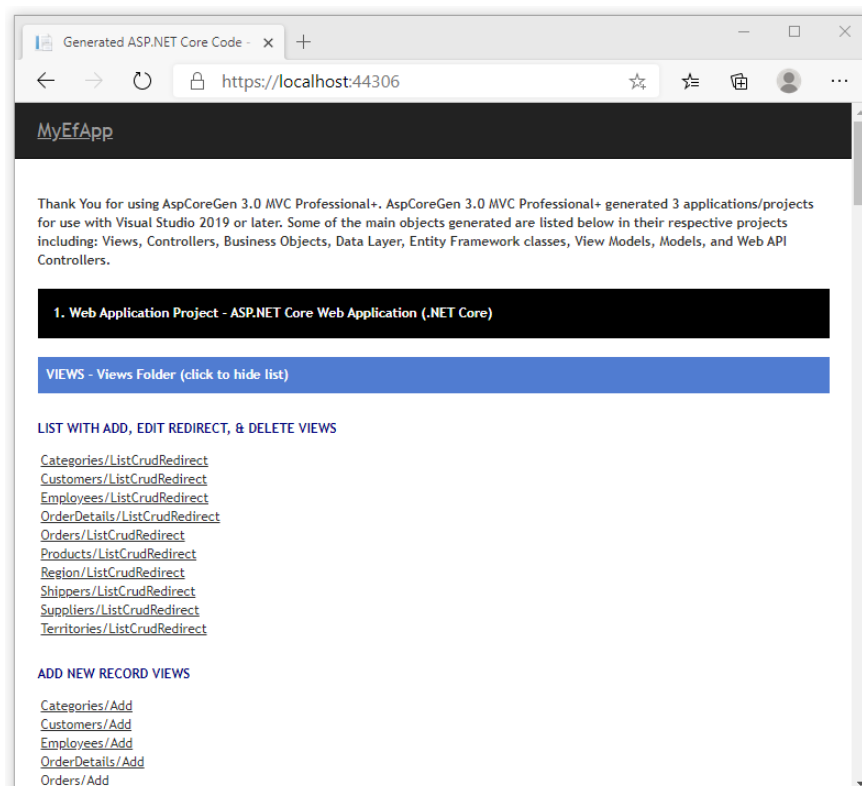 Generated ASP.NET Core Code -
https://localhost:44306
MyEfApp
Thank You for using AspCoreGen 3.0 MVC Professional+. AspCoreGen 3.0 MVC Professional+ generated 3 applications/projects
for use with Visual Studio 2019 or later. Some of the main objects generated are listed below in their respective projects
including: Views, Controllers, Business Objects, Data Layer, Entity Framework classes, View Models, Models, and Web API
Controllers.
1. Web Application Project - ASP.NET Core Web Application (.NET Core)
VIEWS - Views Folder (click to hide list)
LIST WITH ADD, EDIT REDIRECT, & DELETE VIEWS
Categories/ListCrudRedirect
Customers/ListCrudRedirect
Employees/ListCrudRedirect
OrderDetails/ListCrudRedirect
Orders/ListCrudRedirect
Products/ListCrudRedirect
Region/ListCrudRedirect
Shippers/ListCrudRedirect
Suppliers/ListCrudRedirect
Territories/ListCrudRedirect
ADD NEW RECORD VIEWS
Categories/Add
Customers/Add
Employees/Add
OrderDetails/Add
Orders/Add